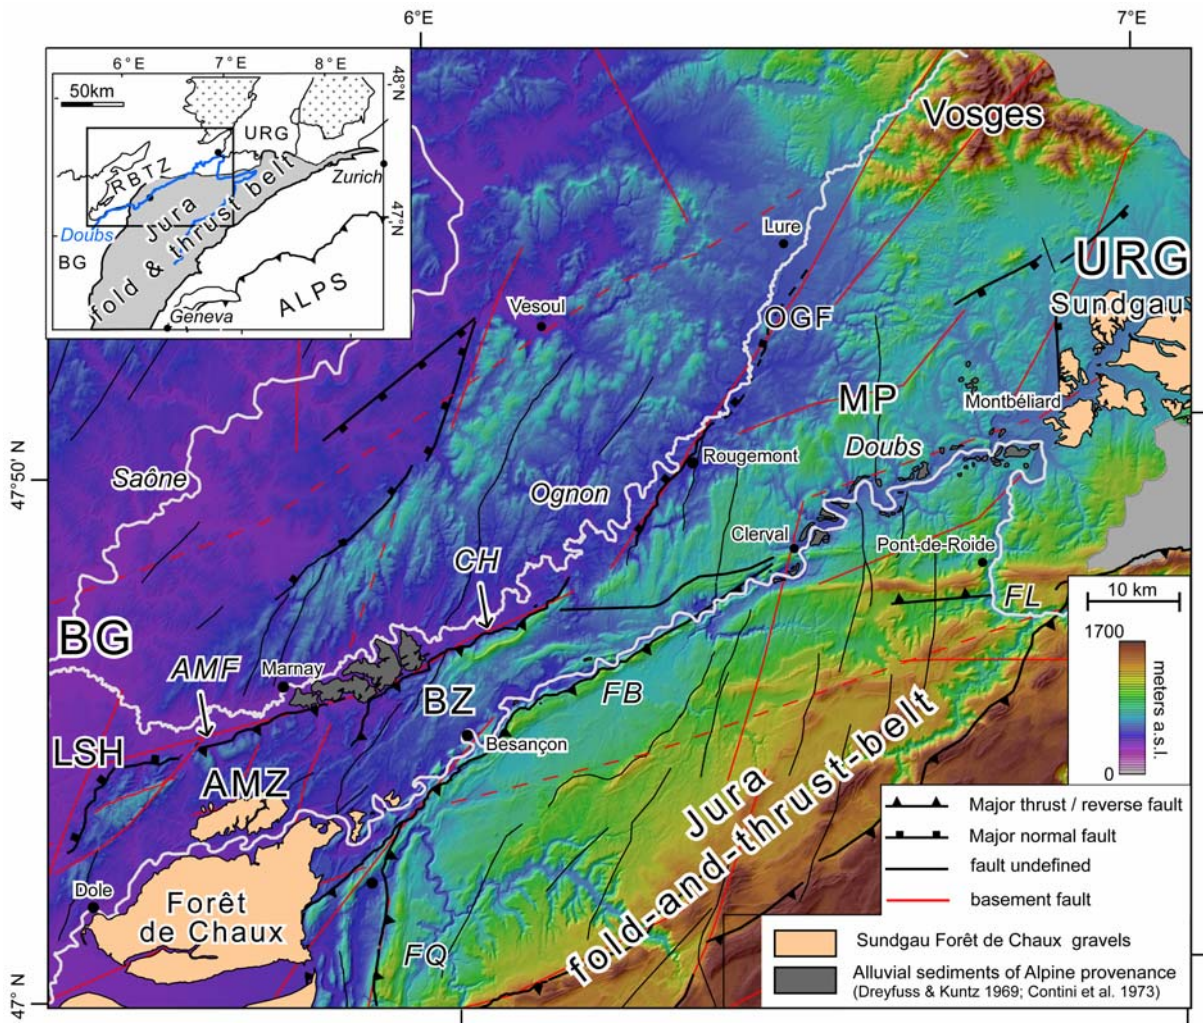 6°E
7°E
6°E
7°E
8°E
48°N
50km
URG
RBTZ
Zurich
47°N
Doubs
Jura
fold & thrust belt
BG
ALPS
Geneva
Vosges
Lure
URG
Sundgau
Vesoul
OGF
MP
Montbéliard
Doubs
47°50 N
Saône
Rougemont
Ognon
Clerval
Pont-de-Roide
CH
10 km
FL
BG
1700
AMF
Marnay
meters a.s.l.
BZ
FB
LSH
Besançon
0
AMZ
Jura
fold-and-thrust-belt
Major thrust / reverse fault
Major normal fault
fault undefined
basement fault
Dole
Forêt
de Chaux
FQ
Sundgau Forêt de Chaux gravels
Alluvial sediments of Alpine provenance
(Dreyfuss & Kuntz 1969; Contini et al. 1973)
47° N